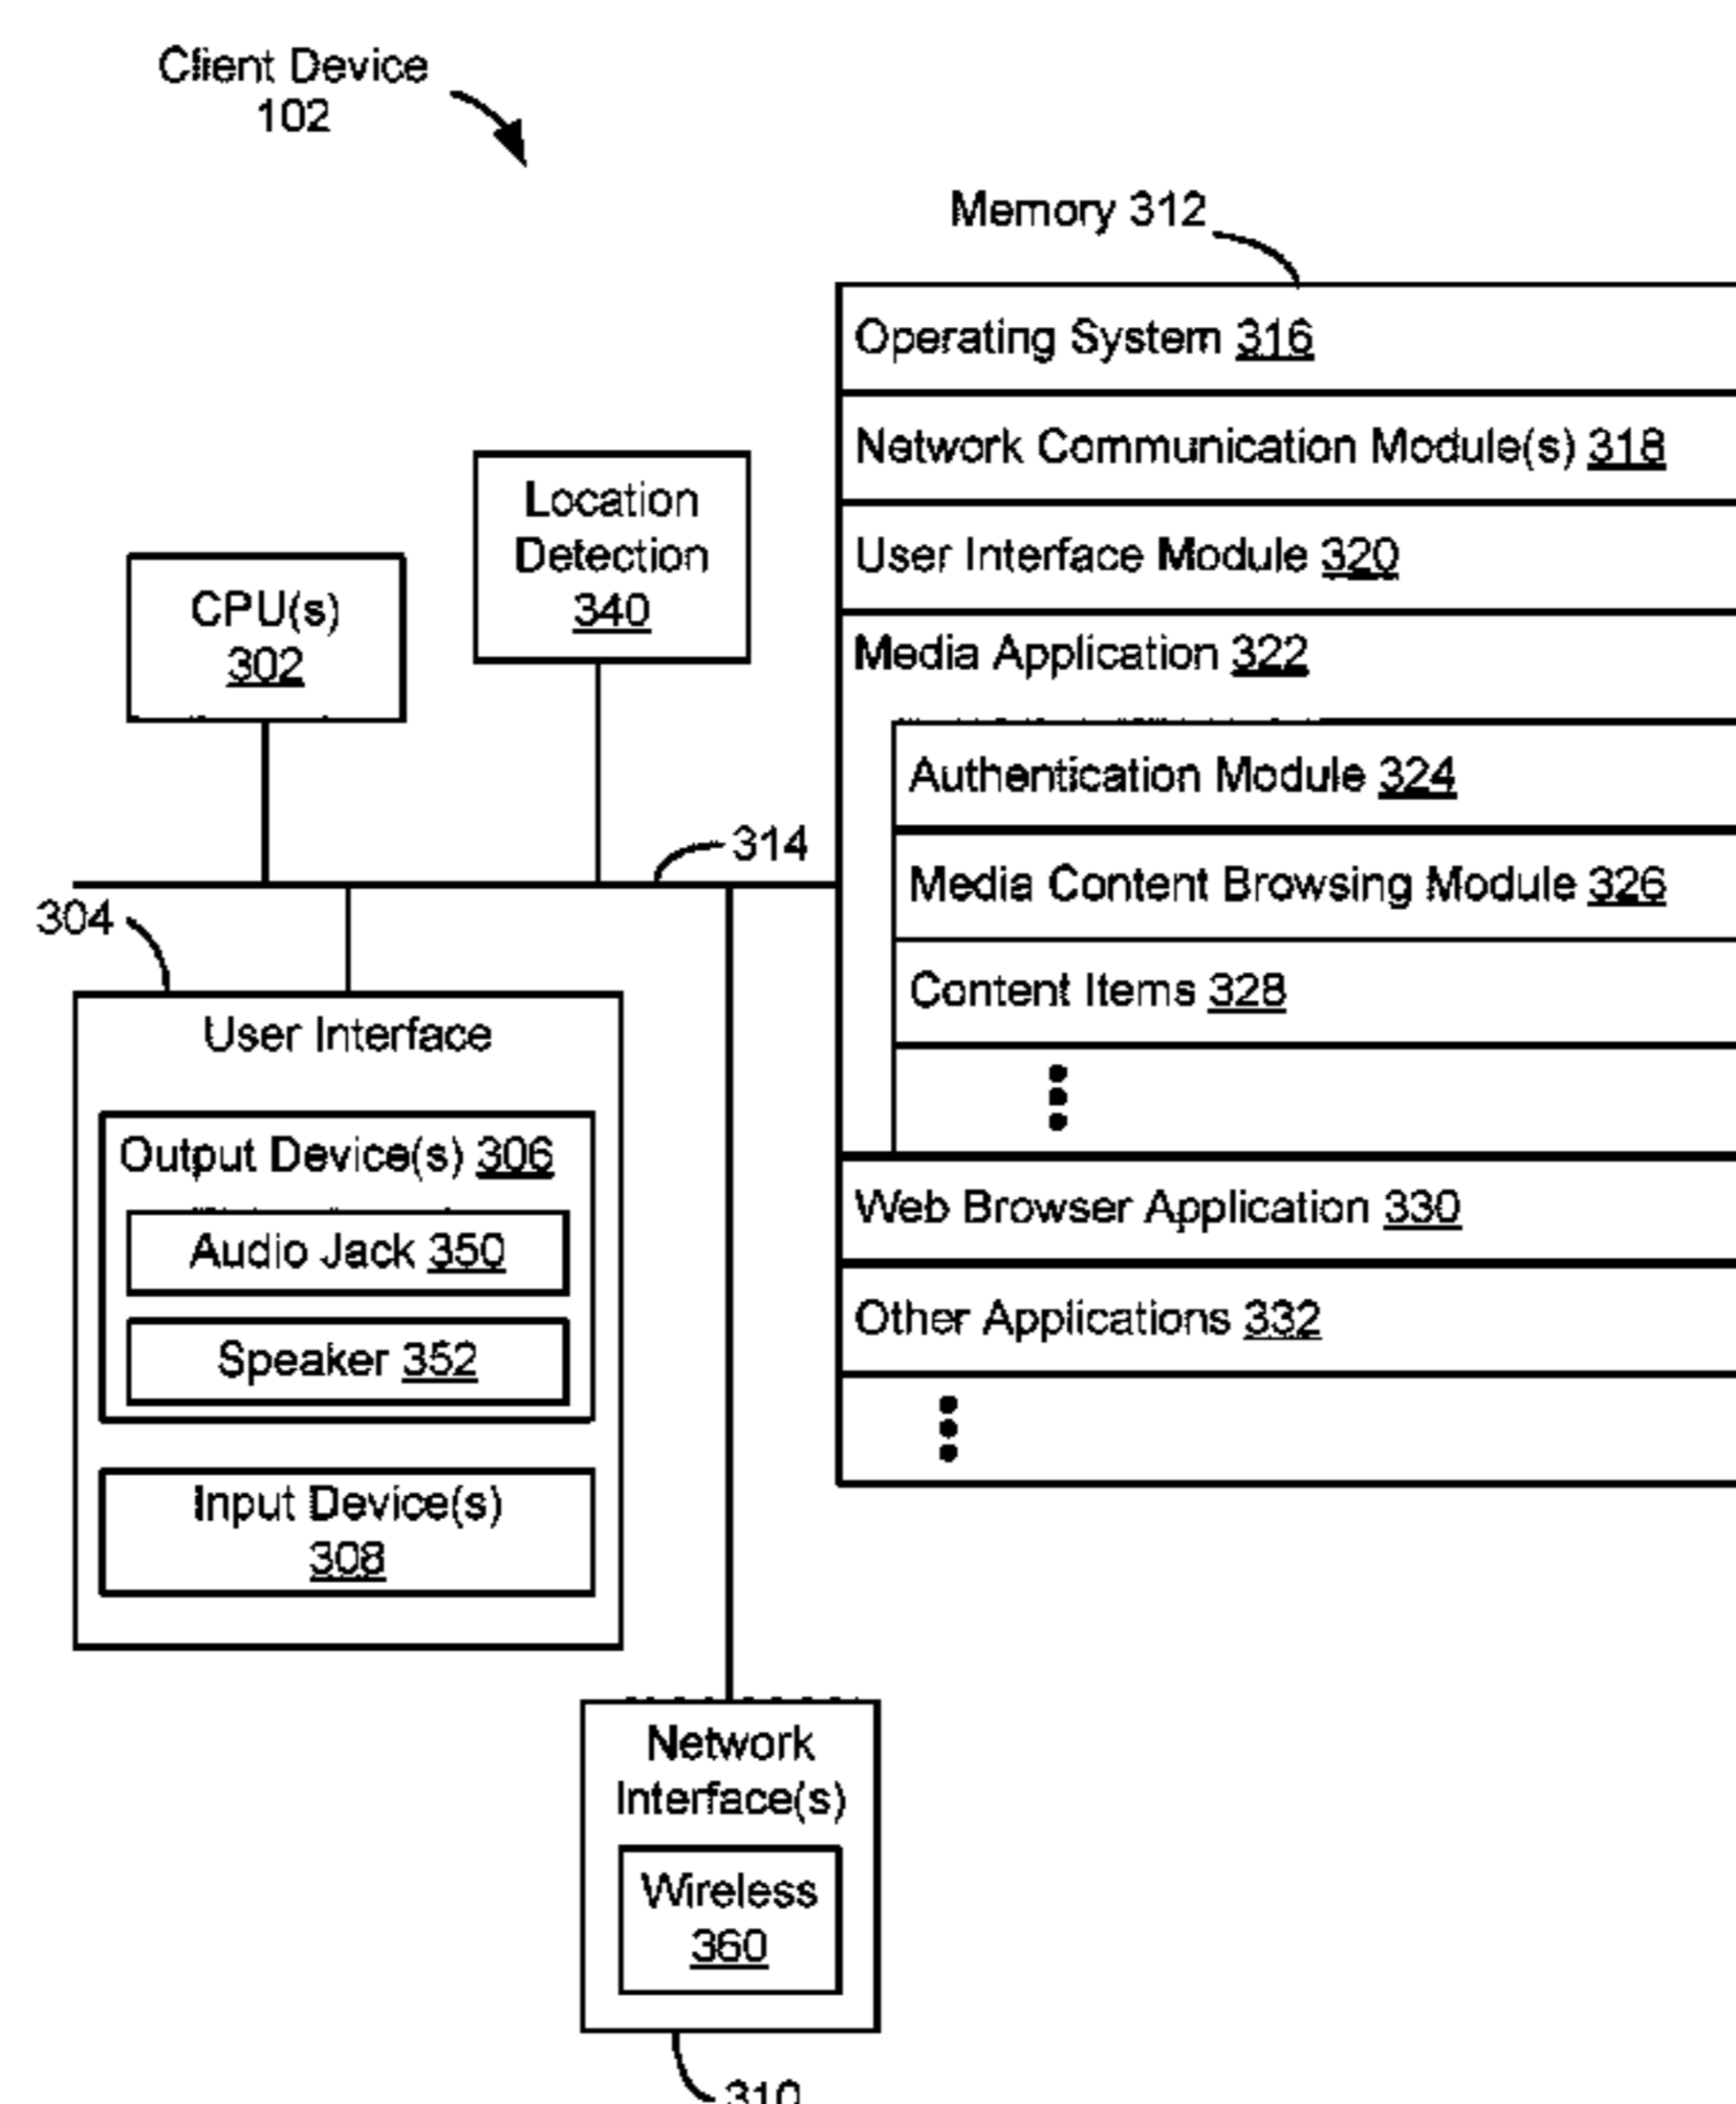 Client Device
102
Memory 312
Operating System 316
Network Communication Module(s) 318
User Interface Module 320
Media Application 322
Authentication Module 324
Media Content Browsing Module 326
Content Items 328
Web Browser Application 330
Other Applications 332
Location
Detection
340
CPU(s)
302
314
304
User Interface
Output Device(s) 306
Audio Jack 350
Speaker 352
Input Device(s)
308
Network
Interface(s)
Wireless
360
310